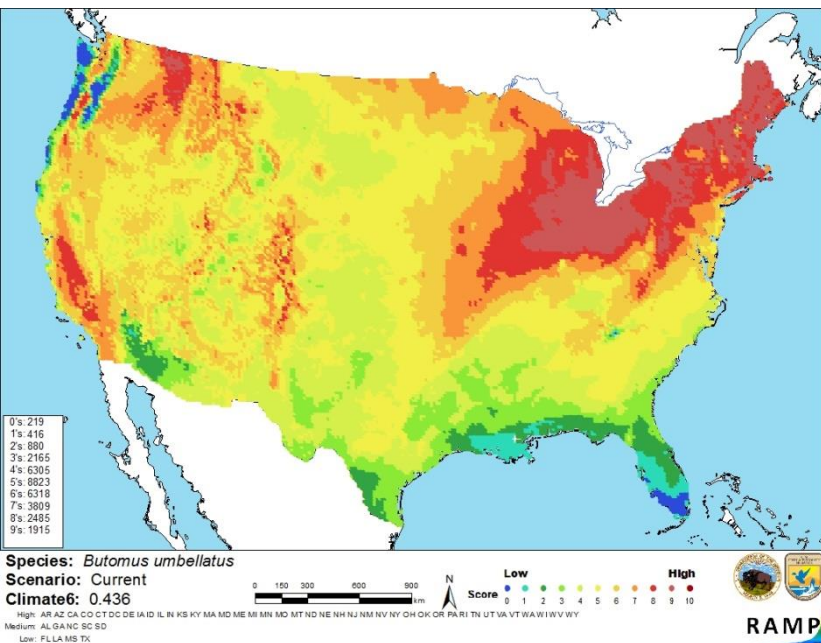 0's: 219
1's: 416
2's: 880
3's: 2165
4's: 6305
5's: 8823
6's: 6318
7's: 3809
8's: 2485
9's: 1915
Species: Butomus umbellatus
Scenario: Current
Climate6: 0.436
0 150 300 600 900
km
N
Score
Low High
0 1 2 3 4 5 6 7 8 9 10
High: AR AZ CA CO CT DC DE IA ID IL IN KS KY MA MD ME MI MN MO MT ND NE NH NJ NM NV NY OH OK OR PA RI TN UT VA VT WA WI WV WY
Medium: AL GA NC SC SD
Low: FL LA MS TX
RAMP